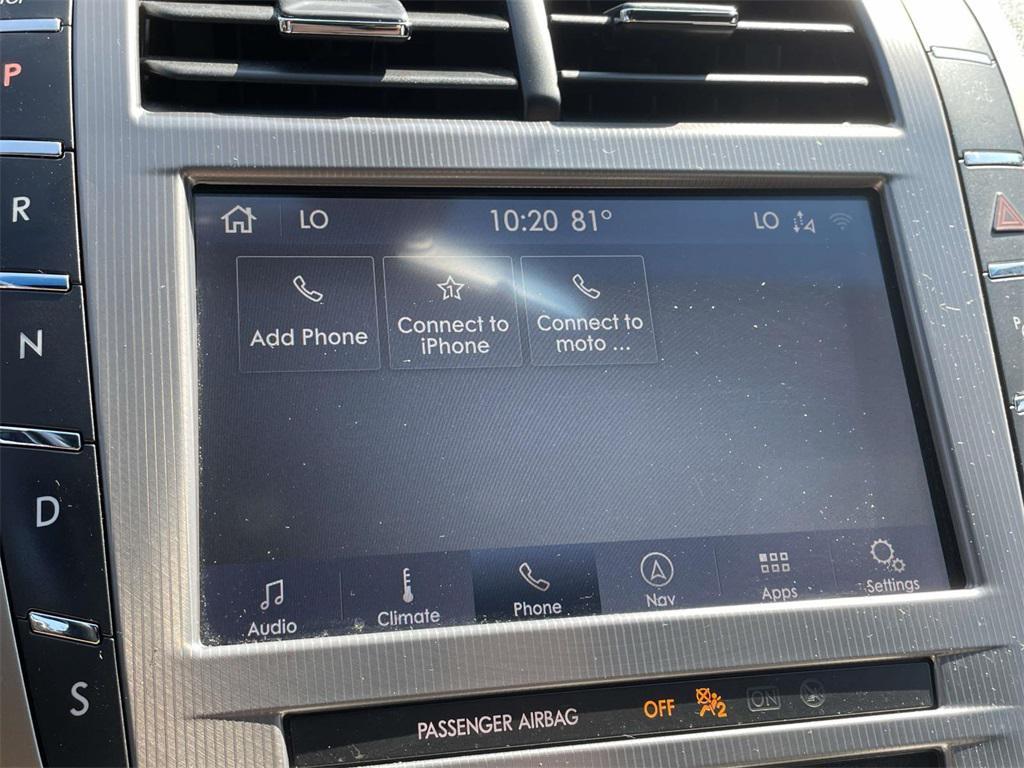 P
R
N
D
S
LO
10:20 81°
LO
Add Phone
1
Connect to
iPhone
Connect to
moto ...
Audio
Climate
Phone
Nav
Apps
Settings
PASSENGER AIRBAG
OFF
2
ON